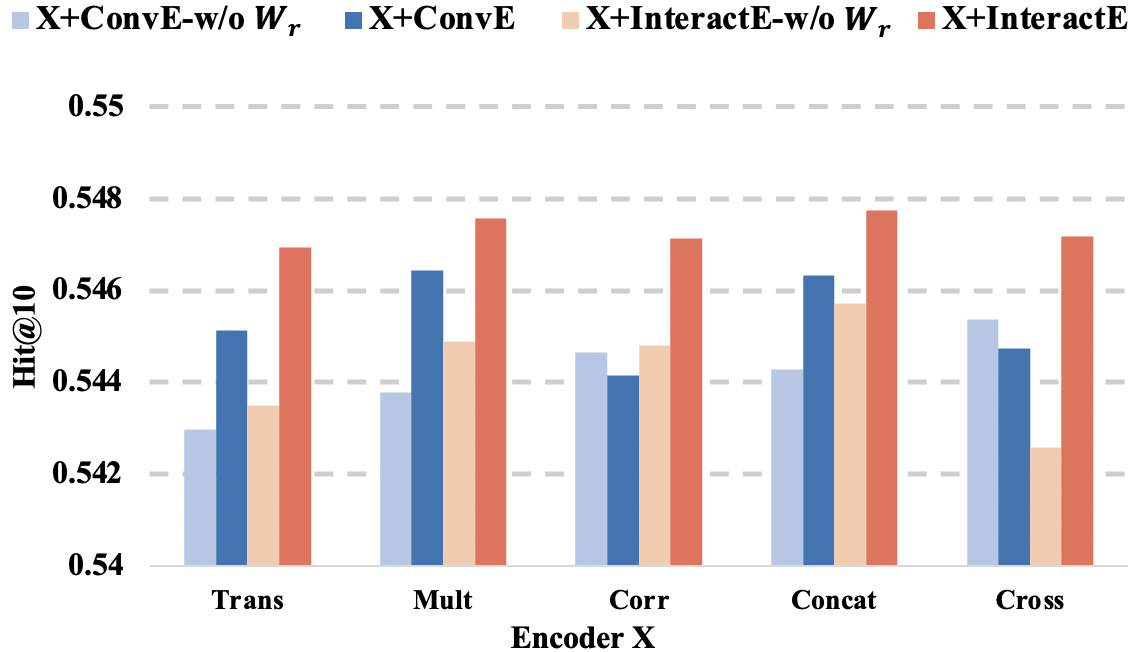 X+ConvE-w/o W_r X+ConvE X+InteractE-w/o W_r X+InteractE
0.55
0.548
0.546
0.544
0.542
0.54
Hit@10
Trans Mult Corr Concat Cross
Encoder X